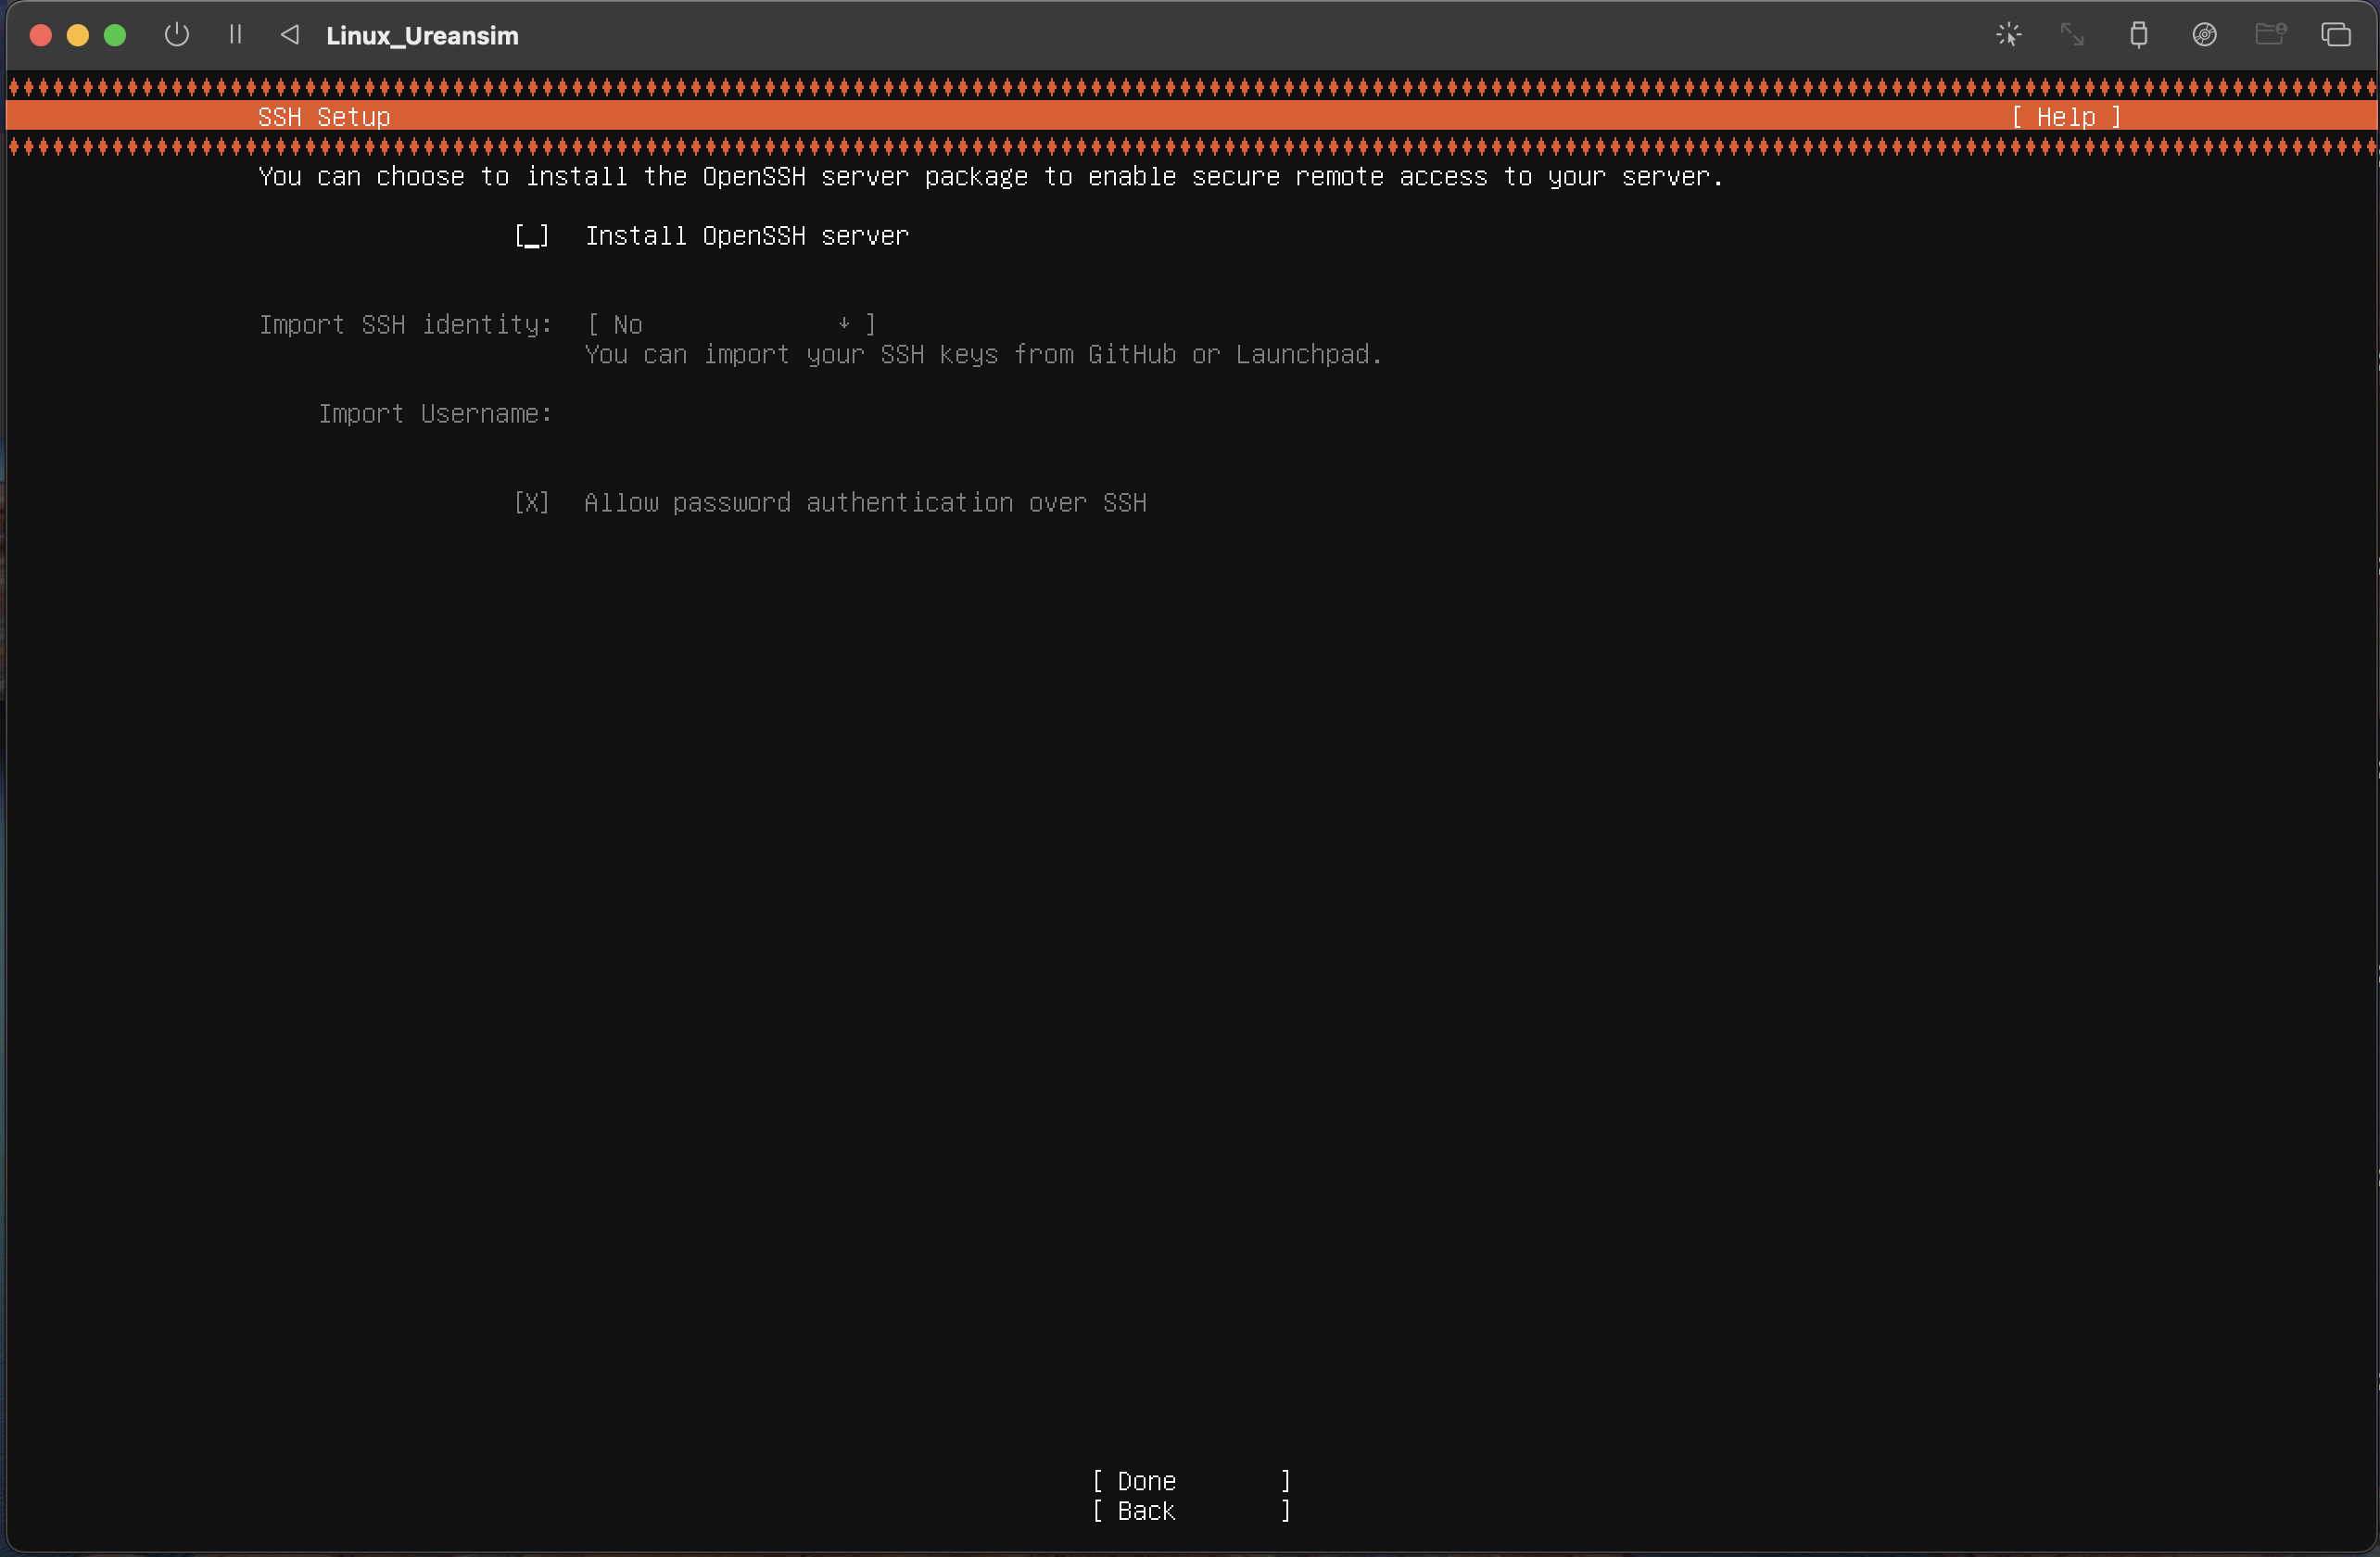 Linux_Ureansim
SSH Setup [ Help ]
You can choose to install the OpenSSH server package to enable secure remote access to your server.
[_] Install OpenSSH server
Import SSH identity: [ No ↓ ]
You can import your SSH keys from GitHub or Launchpad.
Import Username:
[X] Allow password authentication over SSH
[ Done ]
[ Back ]